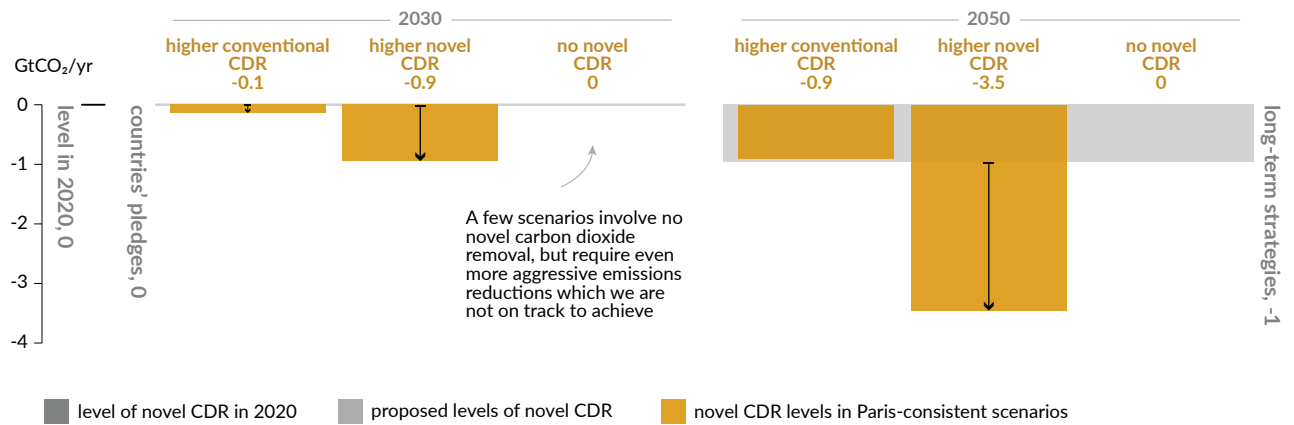 2030
2050
higher conventional
CDR
-0.1
higher novel
CDR
-0.9
no novel
CDR
0
higher conventional
CDR
-0.9
higher novel
CDR
-3.5
no novel
CDR
0
GtCO₂/yr
0
-1
-2
-3
-4
level in 2020, 0
countries' pledges, 0
A few scenarios involve no
novel carbon dioxide
removal, but require even
more aggressive emissions
reductions which we are
not on track to achieve
long-term strategies, -1
level of novel CDR in 2020
proposed levels of novel CDR
novel CDR levels in Paris-consistent scenarios